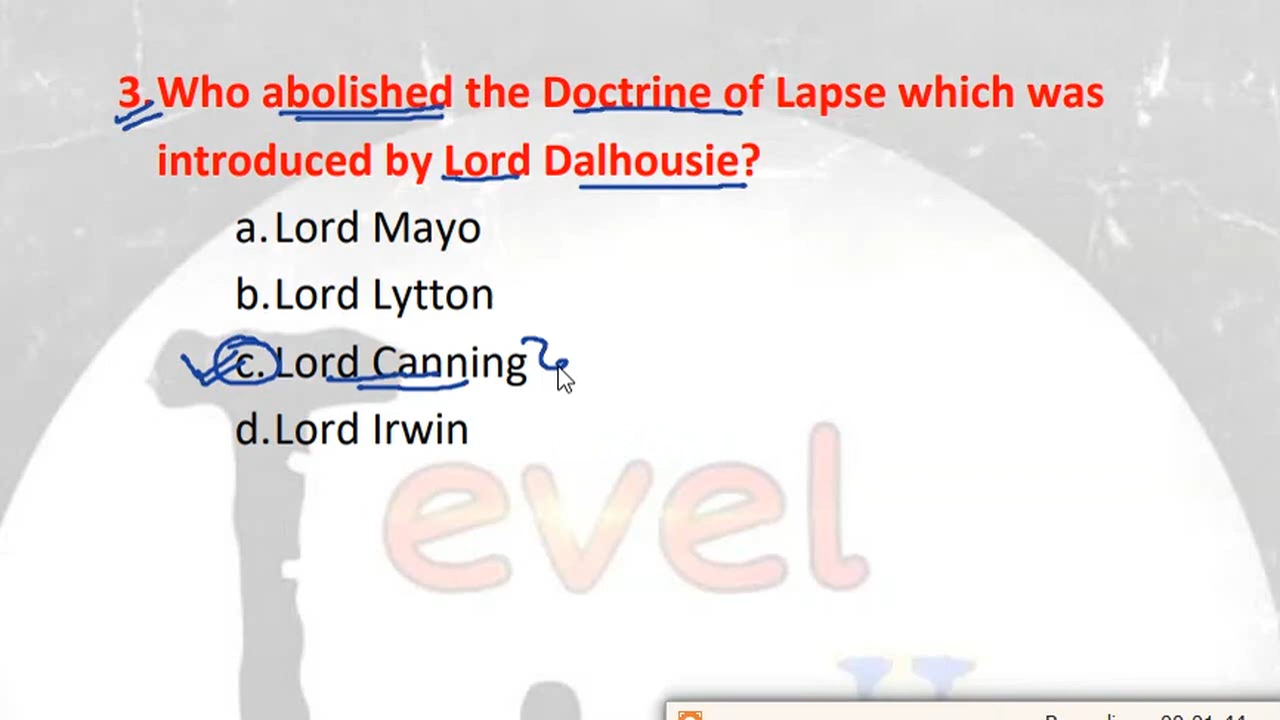 3. Who abolished the Doctrine of Lapse which was
introduced by Lord Dalhousie?
a. Lord Mayo
b. Lord Lytton
c. Lord Canning
d. Lord Irwin
evel